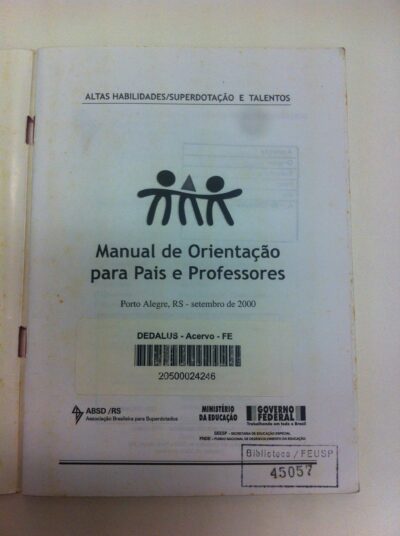 ALTAS HABILIDADES/SUPERDOTAÇÃO E TALENTOS
Manual de Orientação
para Pais e Professores
Porto Alegre, RS - setembro de 2000
DEDALUS - Acervo - FE
20500024246
ABSD/RS
Associação Brasileira para Superdotados
MINISTÉRIO
DA EDUCAÇÃO
GOVERNO
FEDERAL
Trabalhando em todo o Brasil
SEESP - SECRETARIA DE EDUCAÇÃO ESPECIAL
FNDE - FUNDO NACIONAL DE DESENVOLVIMENTO DA EDUCAÇÃO
Biblioteca / FEUSP
45057